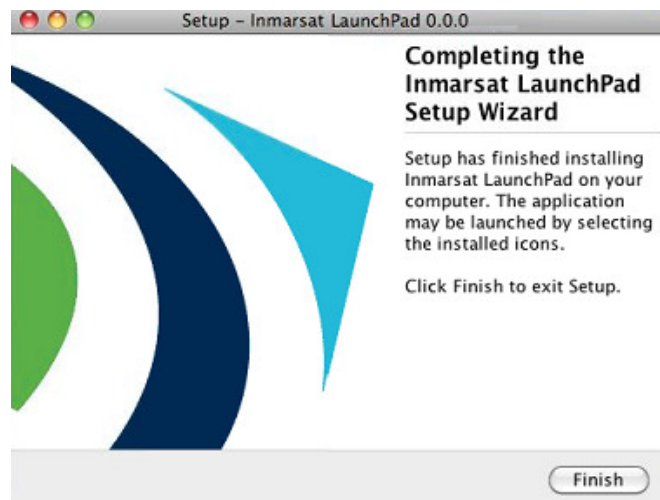 Setup – Inmarsat LaunchPad 0.0.0
Completing the
Inmarsat LaunchPad
Setup Wizard
Setup has finished installing
Inmarsat LaunchPad on your
computer. The application
may be launched by selecting
the installed icons.
Click Finish to exit Setup.
Finish